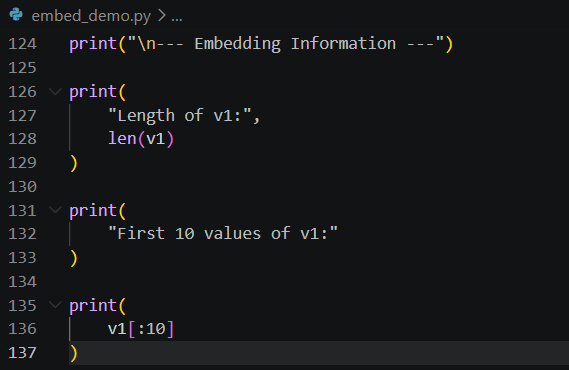 embed_demo.py > ...
124 print("\n--- Embedding Information ---")
125
126 print(
127     "Length of v1:",
128     len(v1)
129 )
130
131 print(
132     "First 10 values of v1:"
133 )
134
135 print(
136     v1[:10]
137 )